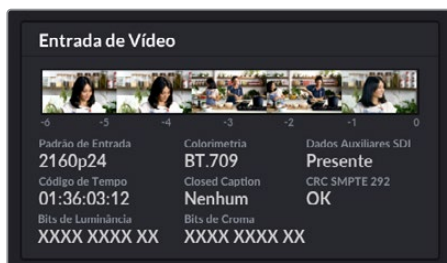 Entrada de Vídeo
-6 -5 -4 -3 -2 -1 0
Padrão de Entrada Colorimetria Dados Auxiliares SDI
2160p24 BT.709 Presente
Código de Tempo Closed Caption CRC SMPTE 292
01:36:03:12 Nenhum OK
Bits de Luminância Bits de Croma
XXXX XXXX XX XXXX XXXX XX